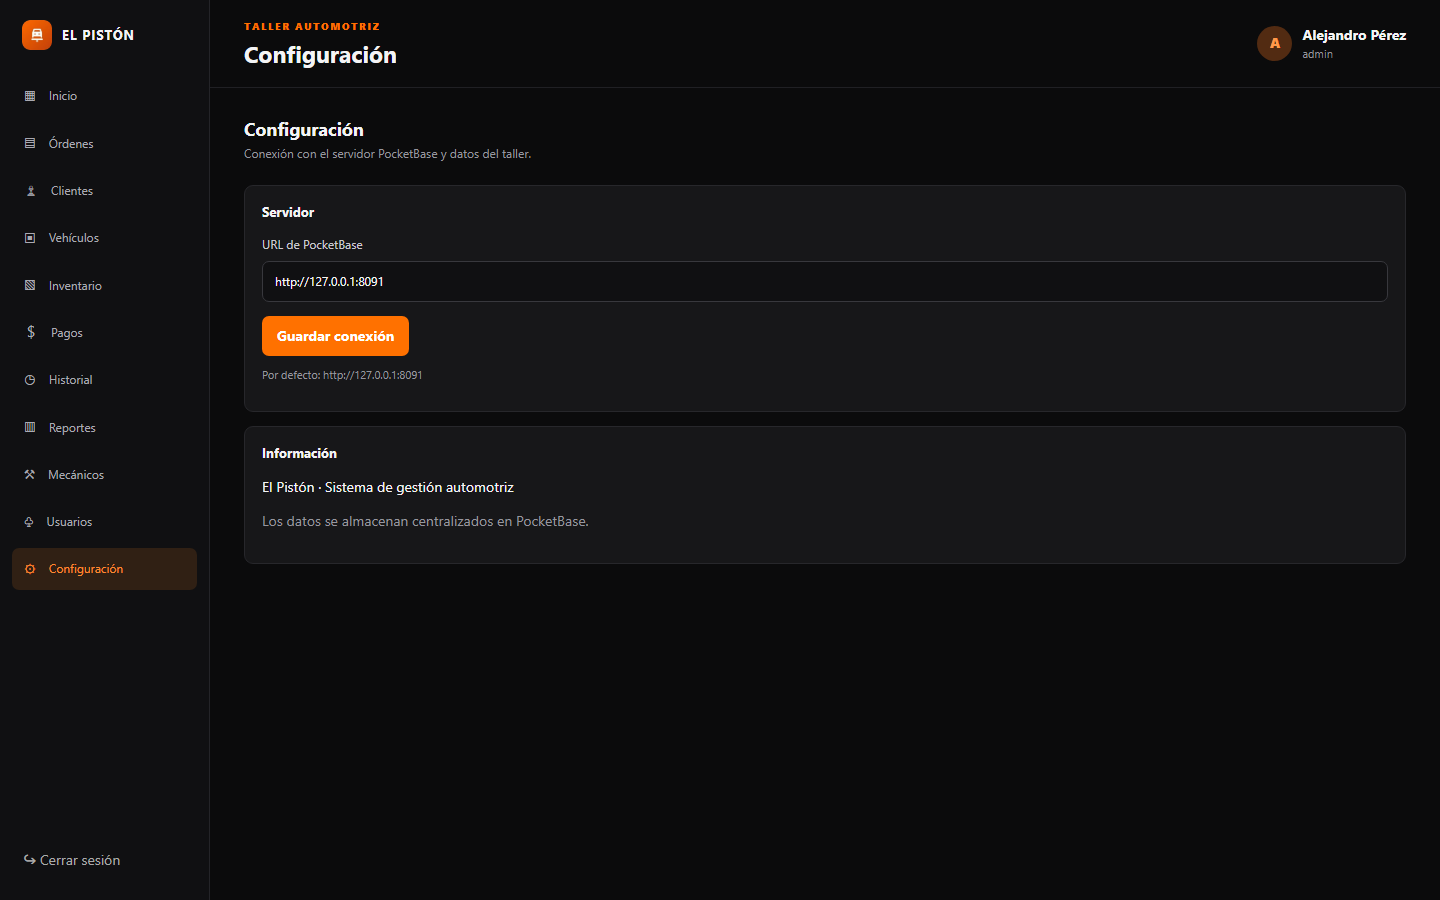 EL PISTÓN
Inicio
Órdenes
Clientes
Vehículos
Inventario
$ Pagos
Historial
Reportes
Mecánicos
Usuarios
Configuración
Cerrar sesión
TALLER AUTOMOTRIZ
Configuración
A
Alejandro Pérez
admin
Configuración
Conexión con el servidor PocketBase y datos del taller.
Servidor
URL de PocketBase
http://127.0.0.1:8091
Guardar conexión
Por defecto: http://127.0.0.1:8091
Información
El Pistón · Sistema de gestión automotriz
Los datos se almacenan centralizados en PocketBase.